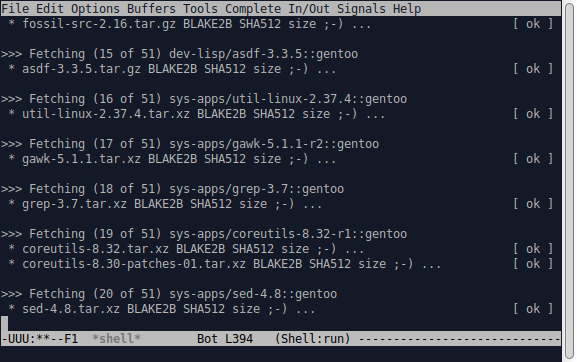 File Edit Options Buffers Tools Complete In/Out Signals Help
 * fossil-src-2.16.tar.gz BLAKE2B SHA512 size ;-) ... [ ok ]
>>> Fetching (15 of 51) dev-lisp/asdf-3.3.5::gentoo
 * asdf-3.3.5.tar.gz BLAKE2B SHA512 size ;-) ... [ ok ]
>>> Fetching (16 of 51) sys-apps/util-linux-2.37.4::gentoo
 * util-linux-2.37.4.tar.xz BLAKE2B SHA512 size ;-) ... [ ok ]
>>> Fetching (17 of 51) sys-apps/gawk-5.1.1-r2::gentoo
 * gawk-5.1.1.tar.xz BLAKE2B SHA512 size ;-) ... [ ok ]
>>> Fetching (18 of 51) sys-apps/grep-3.7::gentoo
 * grep-3.7.tar.xz BLAKE2B SHA512 size ;-) ... [ ok ]
>>> Fetching (19 of 51) sys-apps/coreutils-8.32-r1::gentoo
 * coreutils-8.32.tar.xz BLAKE2B SHA512 size ;-) ... [ ok ]
 * coreutils-8.30-patches-01.tar.xz BLAKE2B SHA512 size ;-) ... [ ok ]
>>> Fetching (20 of 51) sys-apps/sed-4.8::gentoo
 * sed-4.8.tar.xz BLAKE2B SHA512 size ;-) ... [ ok ]
-UUU:**--F1  *shell*        Bot L394   (Shell:run) ----------------------------